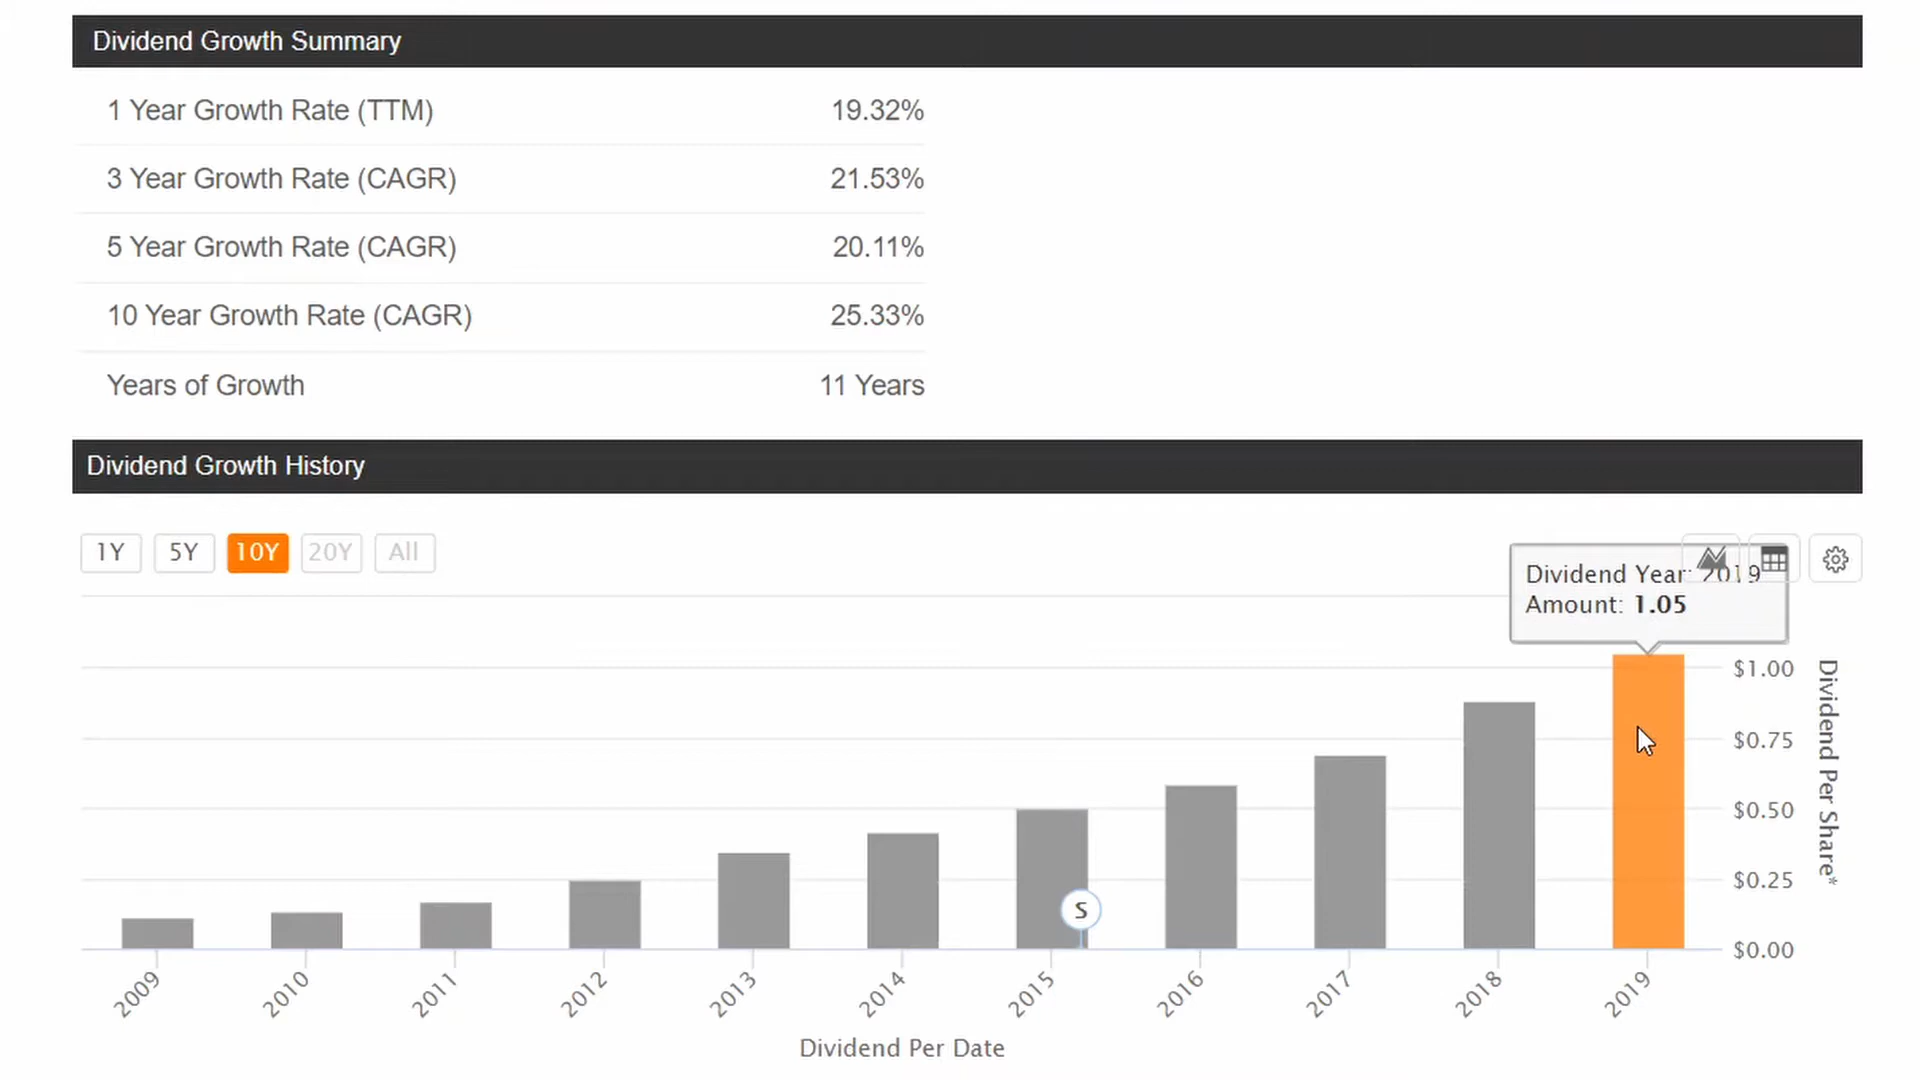 Dividend Growth Summary
1 Year Growth Rate (TTM) 19.32%
3 Year Growth Rate (CAGR) 21.53%
5 Year Growth Rate (CAGR) 20.11%
10 Year Growth Rate (CAGR) 25.33%
Years of Growth 11 Years
Dividend Growth History
1Y 5Y 10Y 20Y All
Dividend Year: 2019
Amount: 1.05
$1.00
$0.75
$0.50
$0.25
$0.00
Dividend Per Share*
S
2009 2010 2011 2012 2013 2014 2015 2016 2017 2018 2019
Dividend Per Date